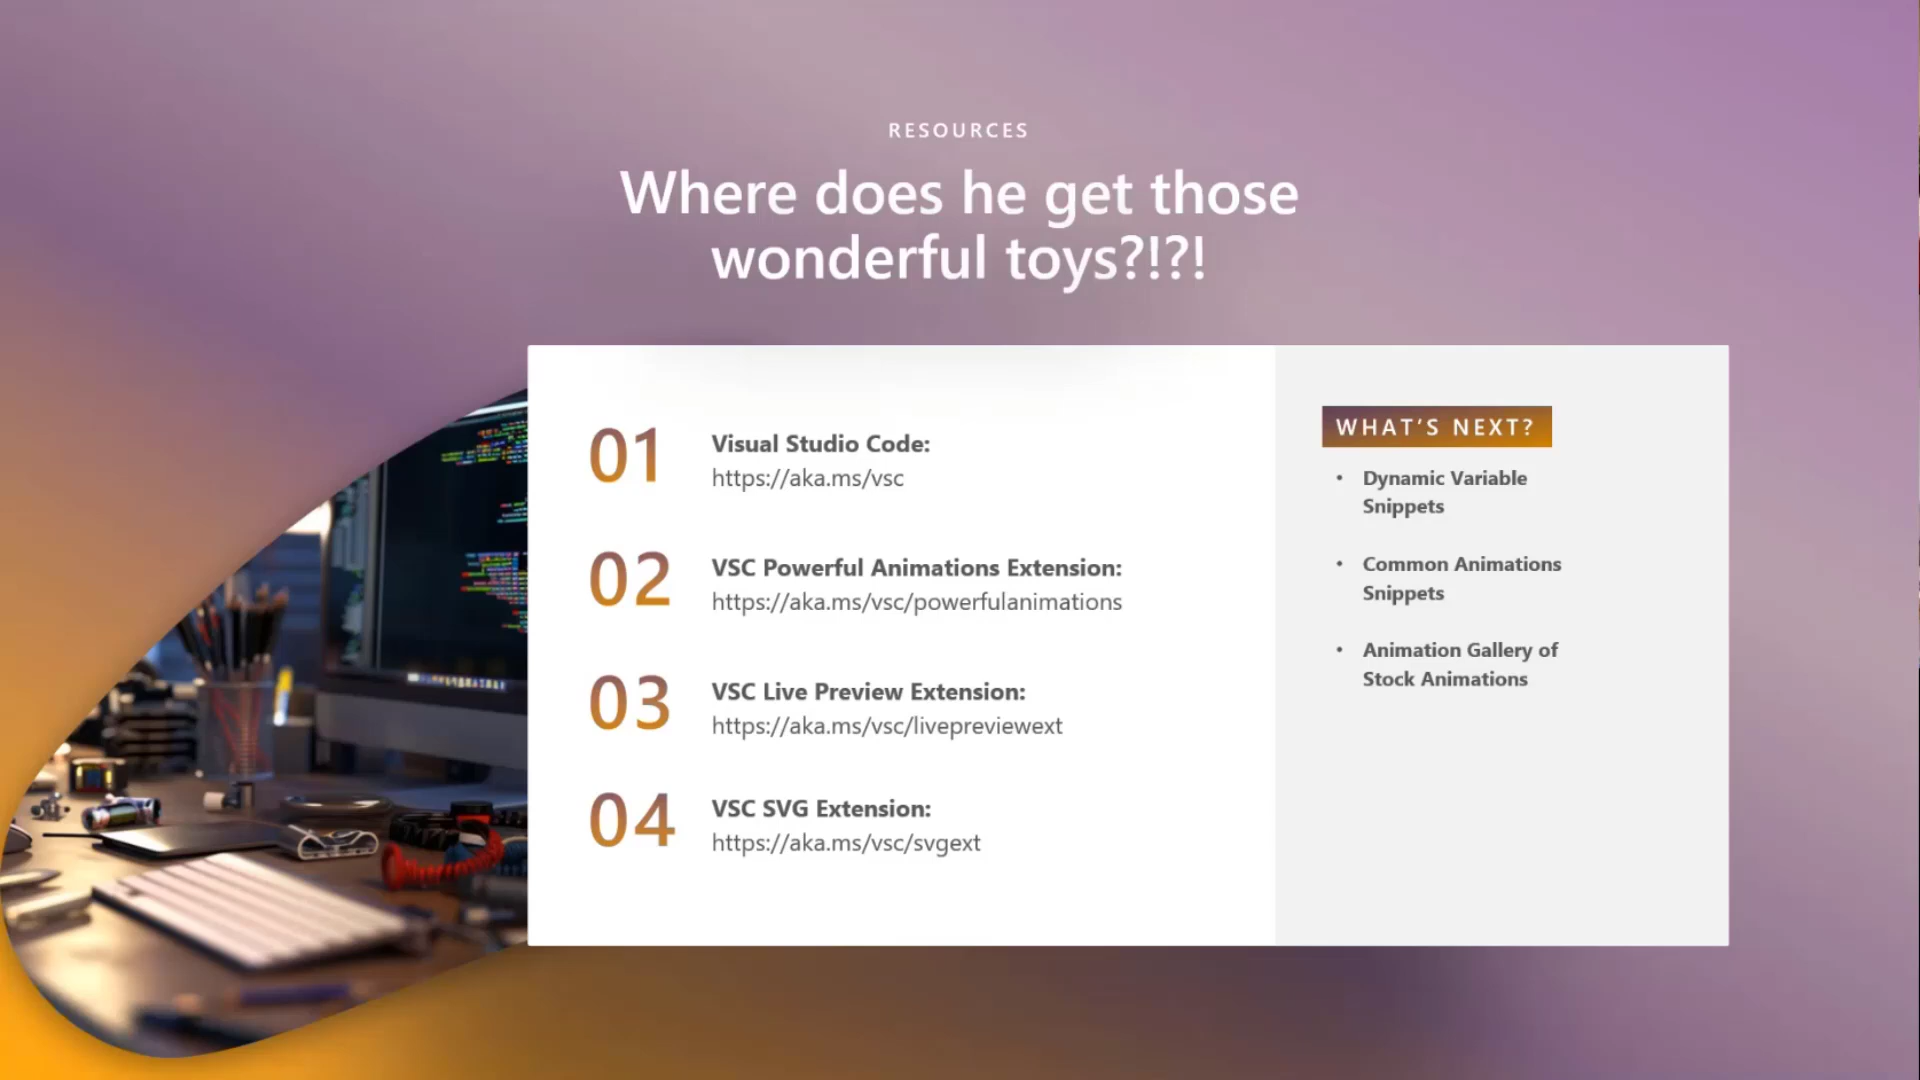 RESOURCES
Where does he get those
wonderful toys?!?!
01
Visual Studio Code:
https://aka.ms/vsc
02
VSC Powerful Animations Extension:
https://aka.ms/vsc/powerfulanimations
03
VSC Live Preview Extension:
https://aka.ms/vsc/livepreviewext
04
VSC SVG Extension:
https://aka.ms/vsc/svgext
WHAT’S NEXT?
• Dynamic Variable
Snippets
• Common Animations
Snippets
• Animation Gallery of
Stock Animations